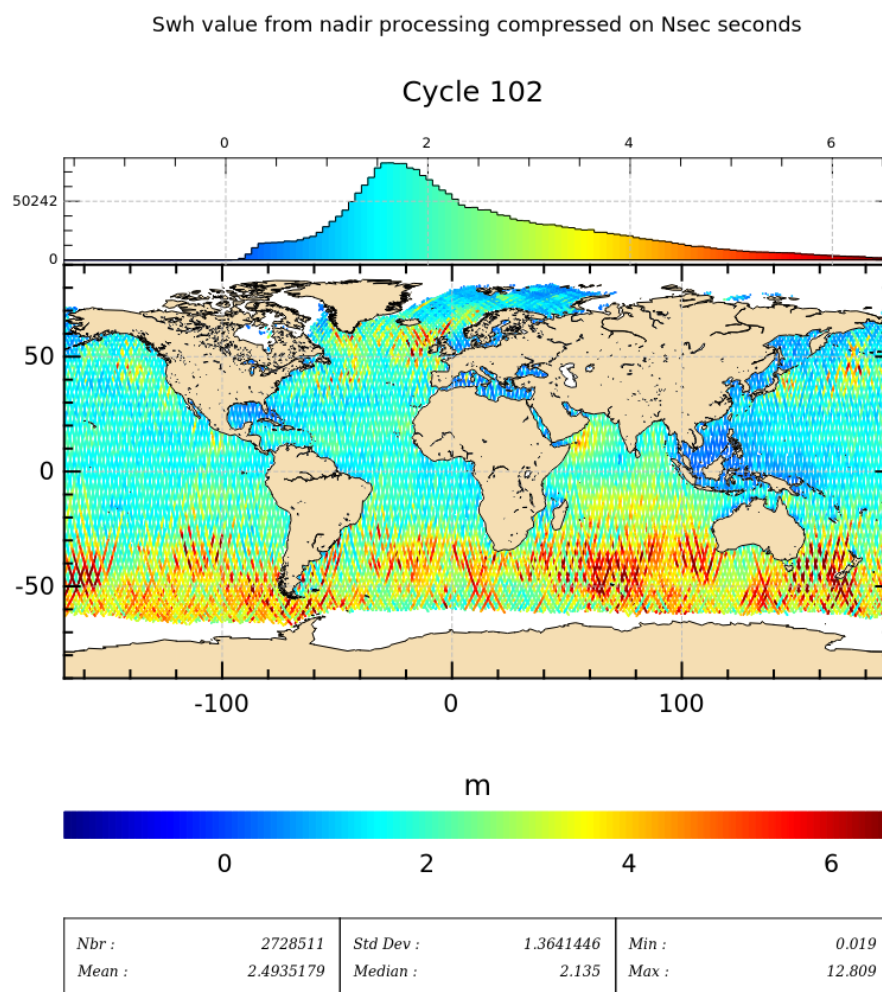 Swh value from nadir processing compressed on Nsec seconds
Cycle 102
0 2 4 6
50242
0
50
0
-50
-100 0 100
m
0 2 4 6
Nbr : 2728511 Std Dev : 1.3641446 Min : 0.019
Mean : 2.4935179 Median : 2.135 Max : 12.809